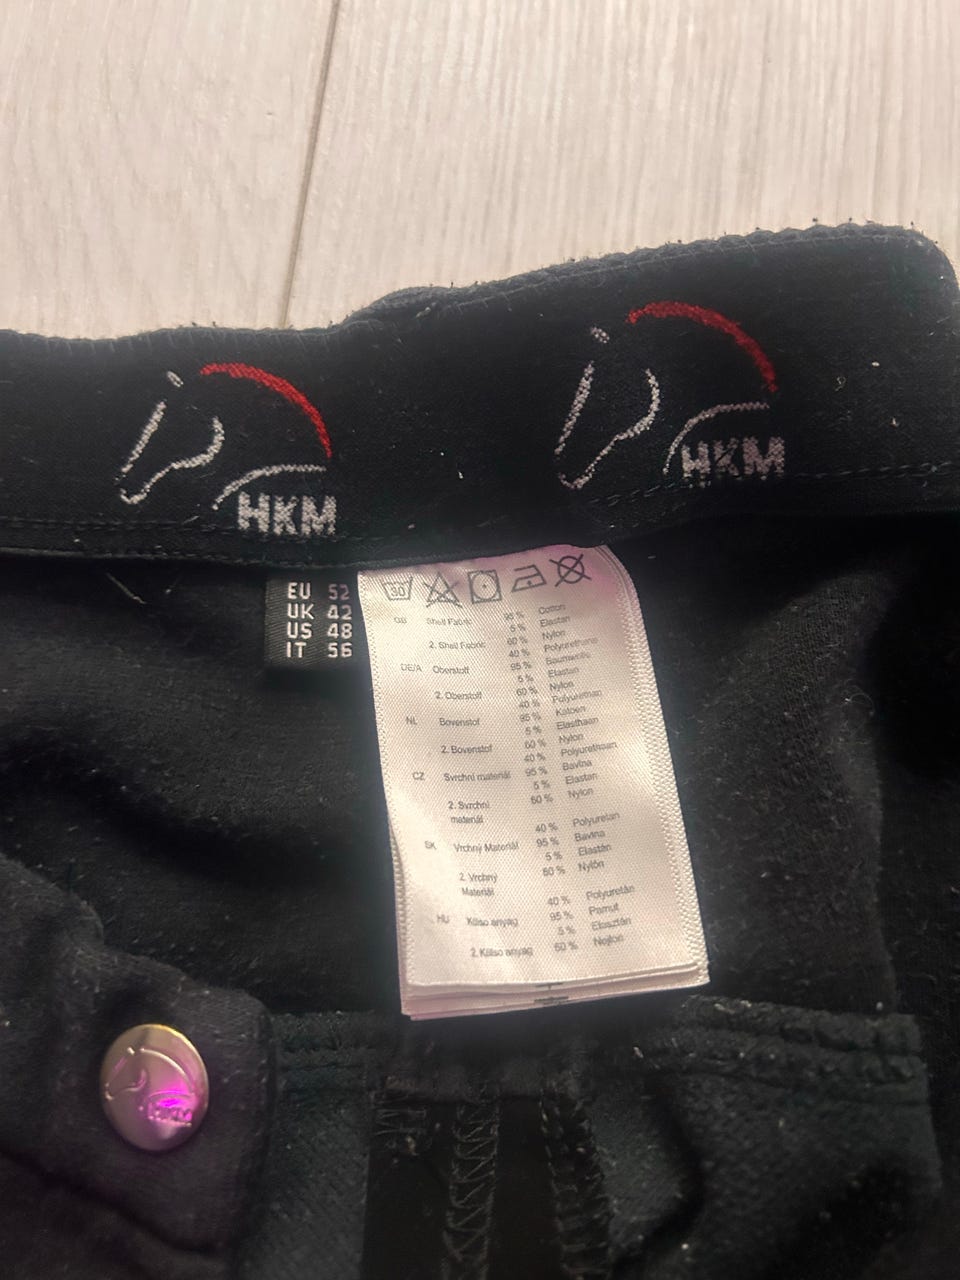 HKM
HKM
EU 52
UK 42
US 48
IT 56
30
GB Shell Fabric 95 % Cotton
5 % Elastan
2. Shell Fabric 60 % Nylon
40 % Polyurethane
DE/A Oberstoff 95 % Baumwolle
5 % Elastan
2. Oberstoff 60 % Nylon
40 % Polyurethan
NL Bovenstof 95 % Katoen
5 % Elasthaan
2. Bovenstof 60 % Nylon
40 % Polyurethaan
CZ Svrchní materiál 95 % Bavlna
5 % Elastan
2. Svrchní 60 % Nylon
materiál
40 % Polyuretan
SK Vrchný Materiál 95 % Bavlna
5 % Elastán
2. Vrchný 60 % Nylón
Materiál
40 % Polyuretán
HU Külso anyag 95 % Pamut
5 % Elasztán
2. Külso anyag 60 % Nejlon
HKM